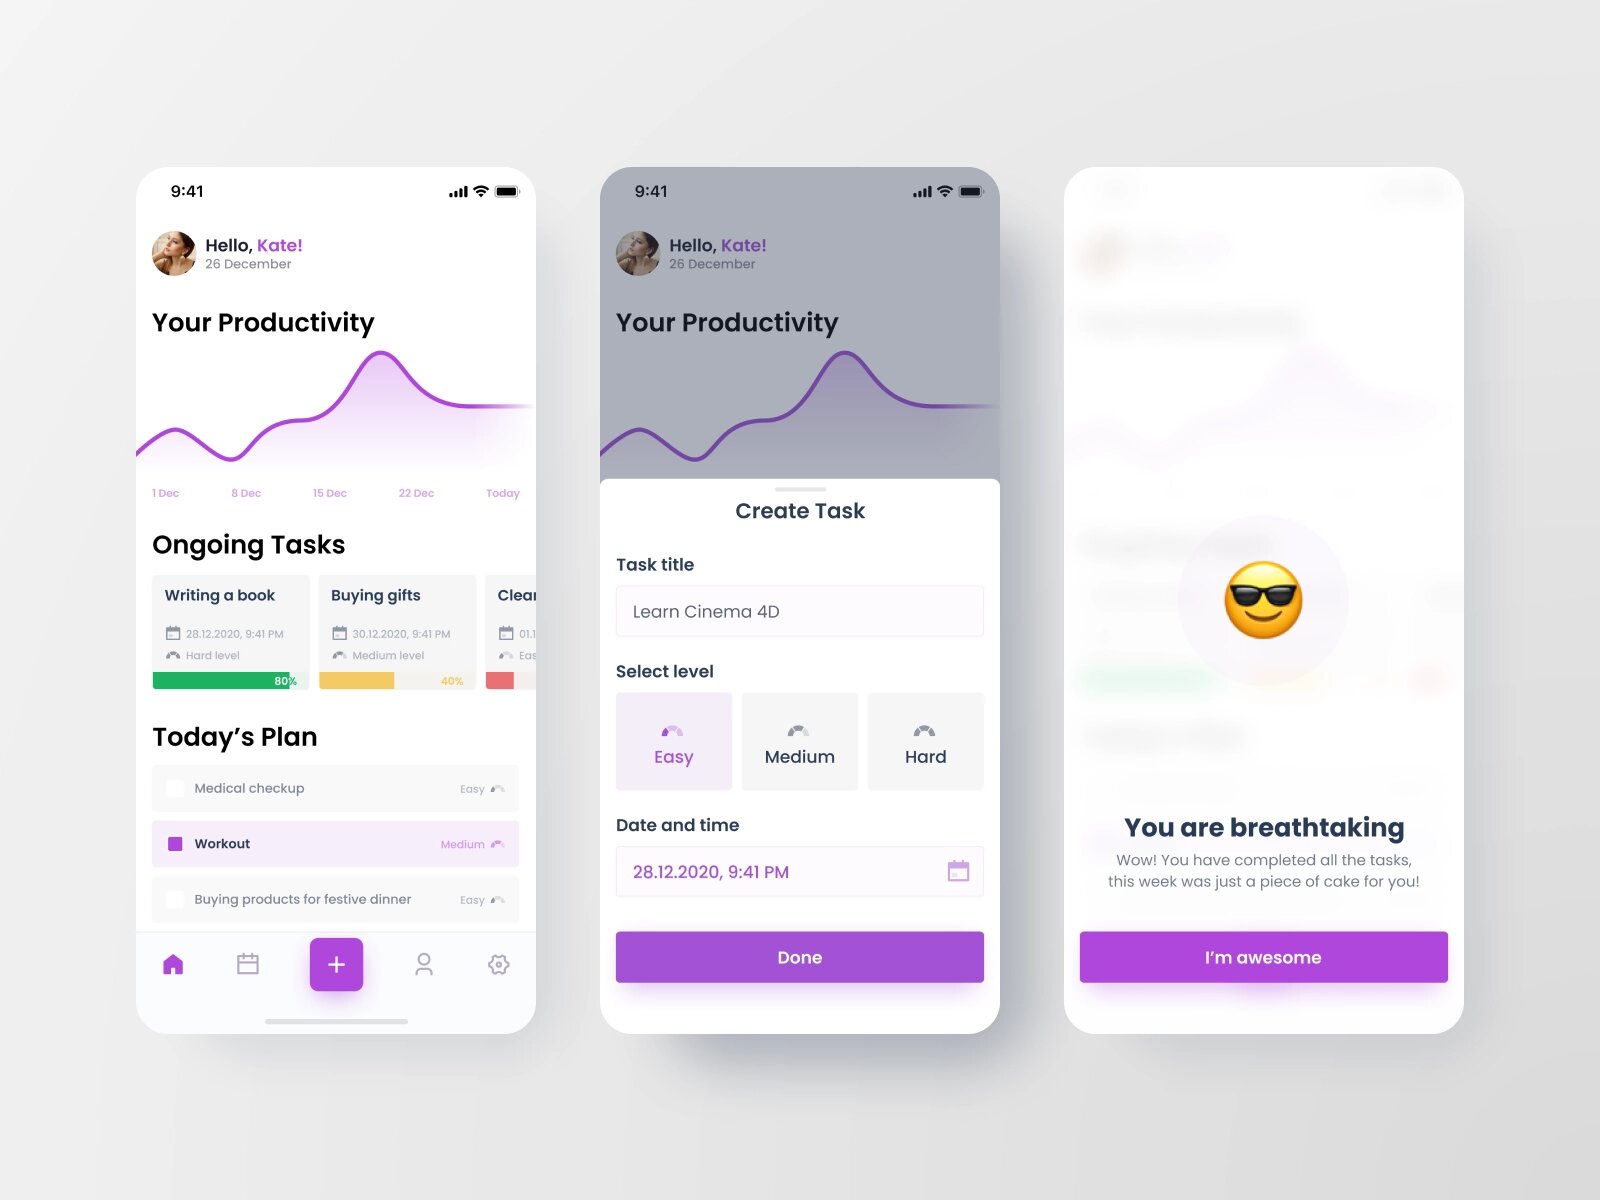 9:41
Hello, Kate!
26 December
Your Productivity
1 Dec
8 Dec
15 Dec
22 Dec
Today
Ongoing Tasks
Writing a book
28.12.2020, 9:41 PM
Hard level
80%
Buying gifts
30.12.2020, 9:41 PM
Medium level
40%
Clear
01.1
Eas
Today’s Plan
Medical checkup
Easy
Workout
Medium
Buying products for festive dinner
Easy
9:41
Hello, Kate!
26 December
Your Productivity
Create Task
Task title
Learn Cinema 4D
Select level
Easy
Medium
Hard
Date and time
28.12.2020, 9:41 PM
Done
You are breathtaking
Wow! You have completed all the tasks,
this week was just a piece of cake for you!
I’m awesome